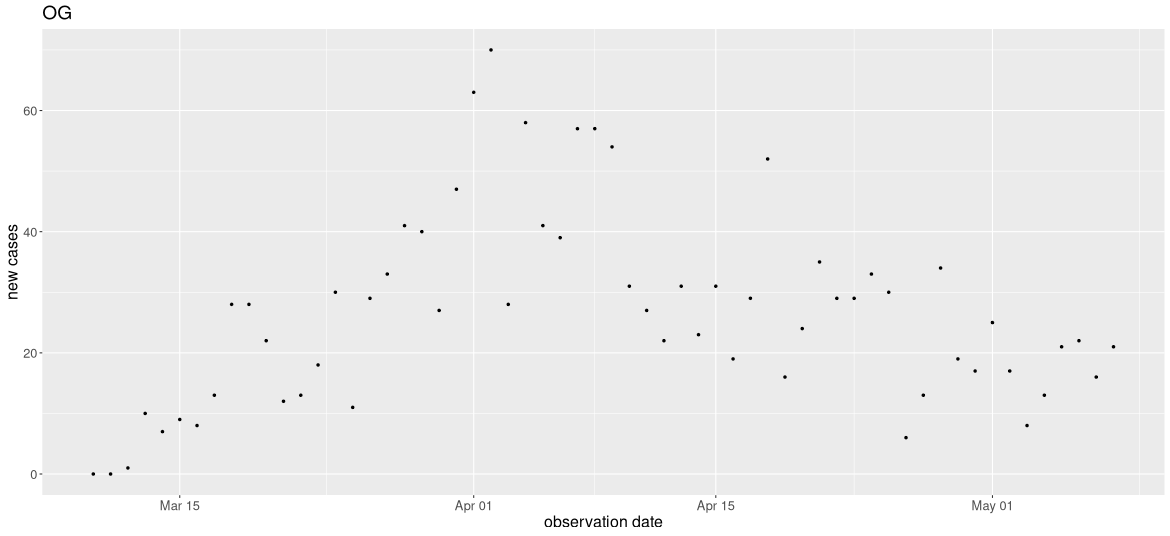 OG
new cases
60
40
20
0
Mar 15
Apr 01
Apr 15
May 01
observation date